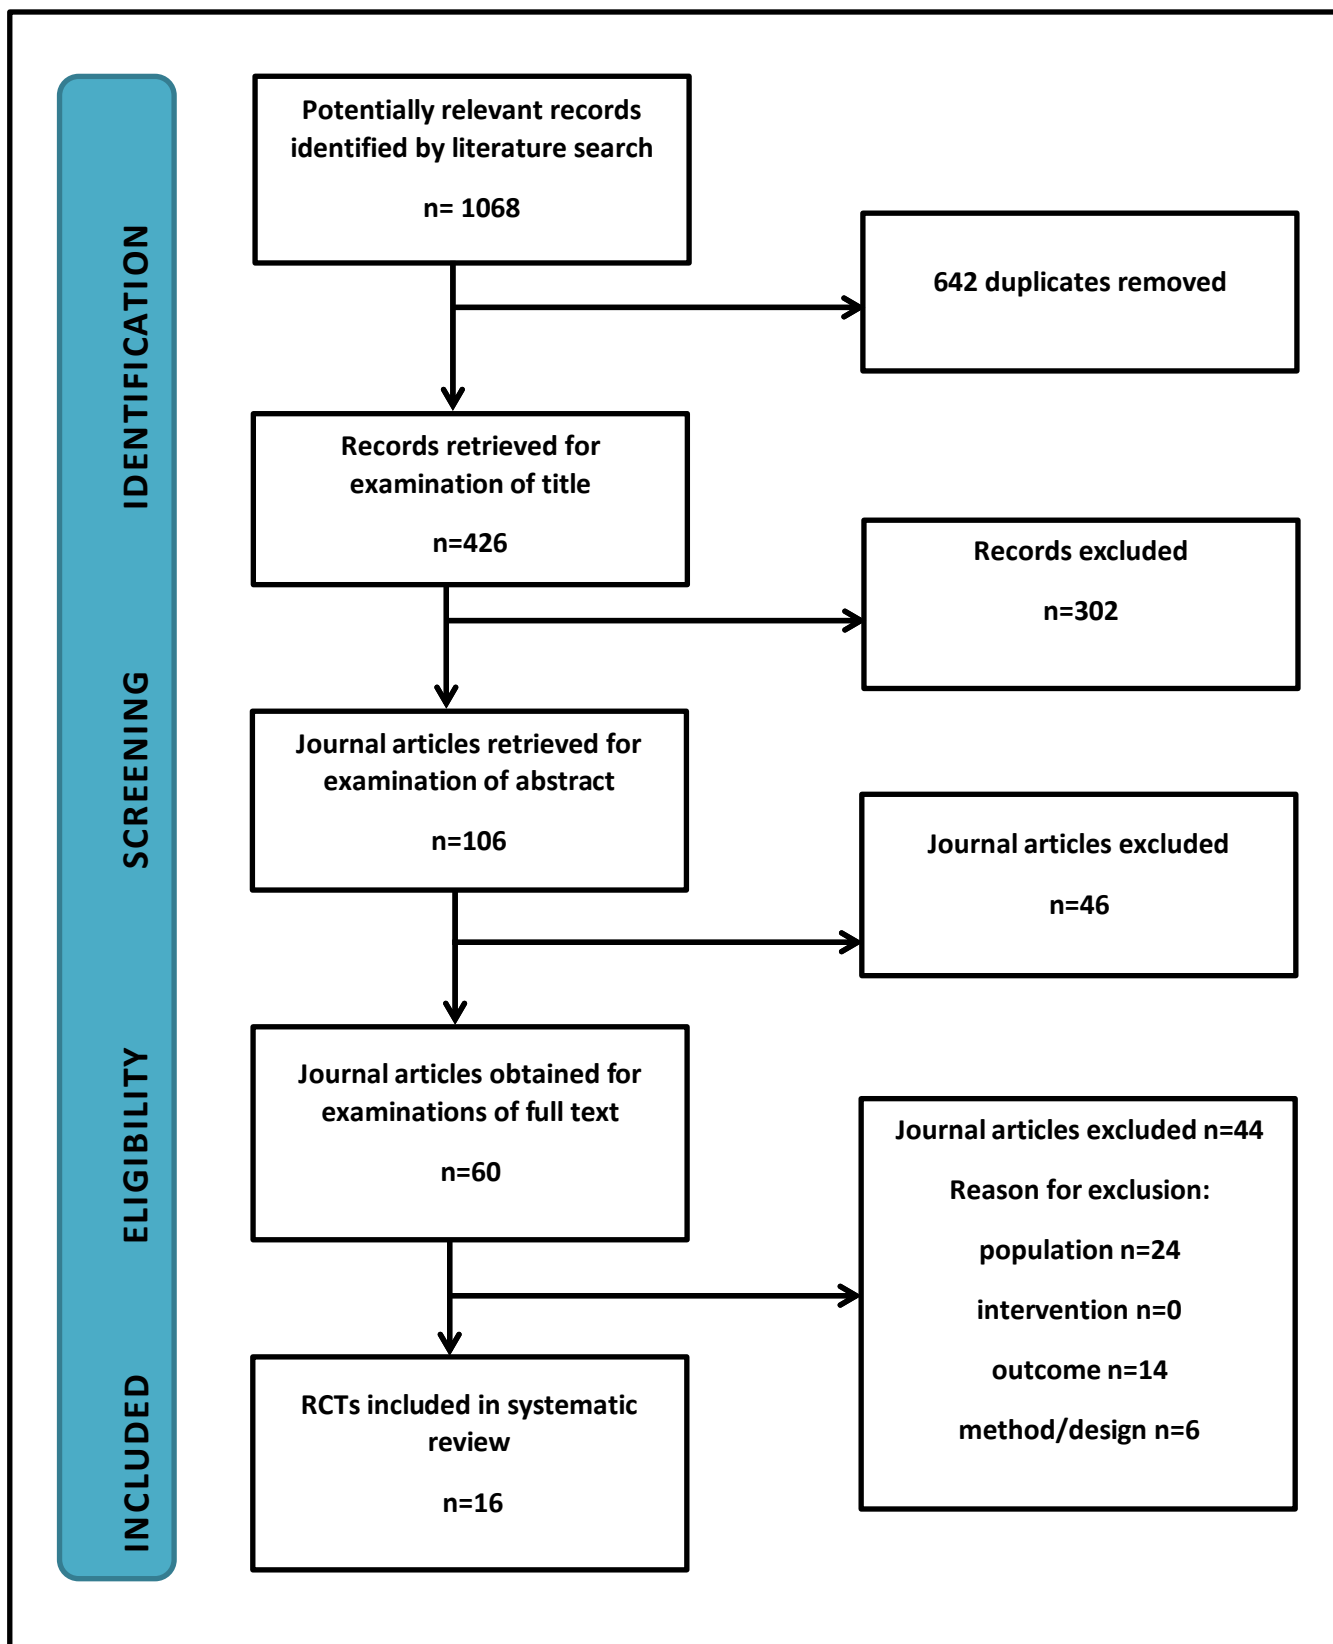 IDENTIFICATION
SCREENING
ELIGIBILITY
INCLUDED
Potentially relevant records
identified by literature search
n= 1068
642 duplicates removed
Records retrieved for
examination of title
n=426
Records excluded
n=302
Journal articles retrieved for
examination of abstract
n=106
Journal articles excluded
n=46
Journal articles obtained for
examinations of full text
n=60
Journal articles excluded n=44
Reason for exclusion:
population n=24
intervention n=0
outcome n=14
method/design n=6
RCTs included in systematic
review
n=16